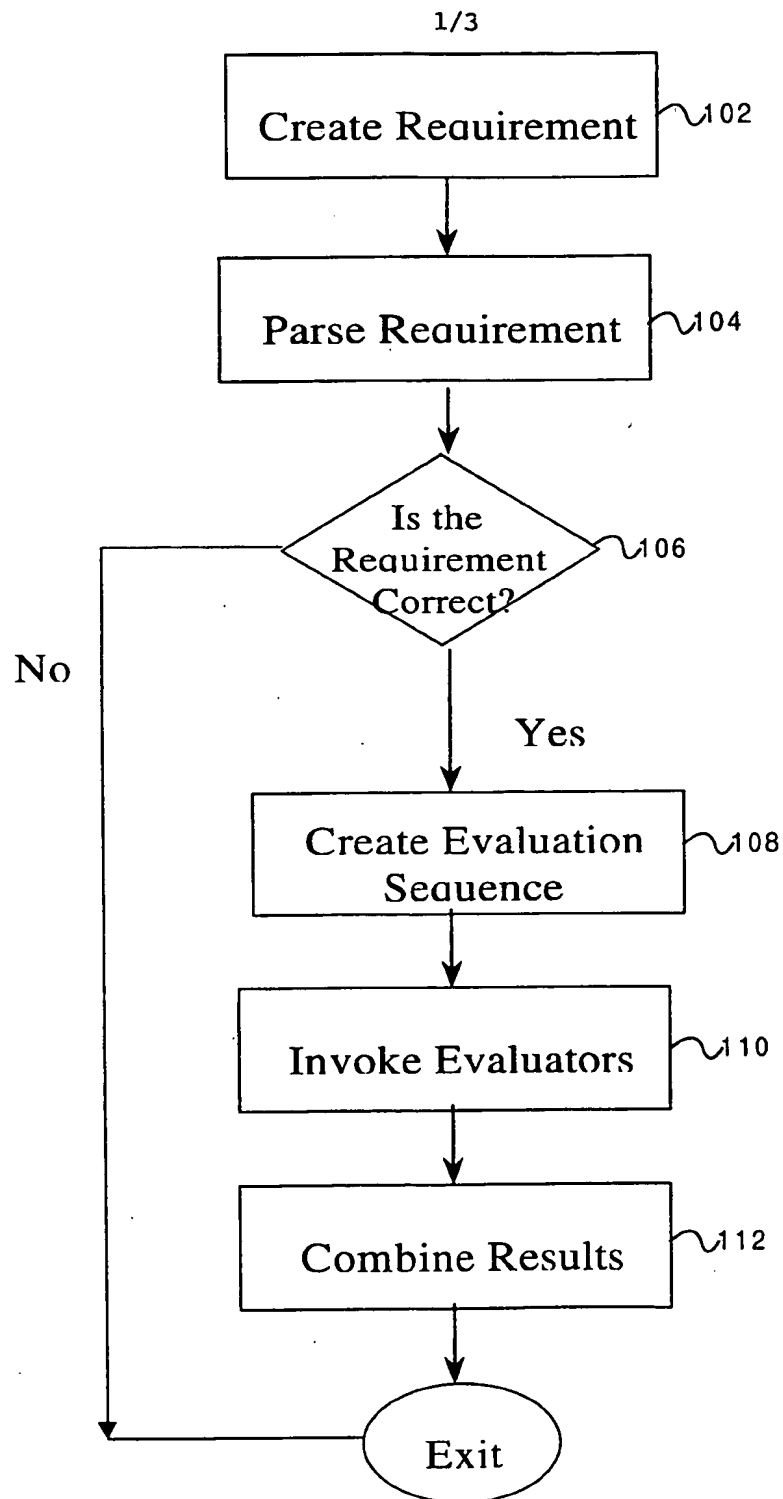 1/3
Create Requirement
102
Parse Requirement
104
Is the
Requirement
Correct?
106
No
Yes
Create Evaluation
Sequence
108
Invoke Evaluators
110
Combine Results
112
Exit